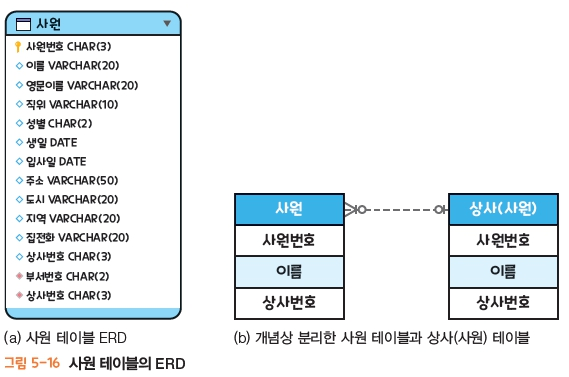 사원
사원번호 CHAR(3)
이름 VARCHAR(20)
영문이름 VARCHAR(20)
직위 VARCHAR(10)
성별 CHAR(2)
생일 DATE
입사일 DATE
주소 VARCHAR(50)
도시 VARCHAR(20)
지역 VARCHAR(20)
집전화 VARCHAR(20)
상사번호 CHAR(3)
부서번호 CHAR(2)
상사번호 CHAR(3)
(a) 사원 테이블 ERD
사원
사원번호
이름
상사번호
상사(사원)
사원번호
이름
상사번호
(b) 개념상 분리한 사원 테이블과 상사(사원) 테이블
그림 5-16 사원 테이블의 ERD